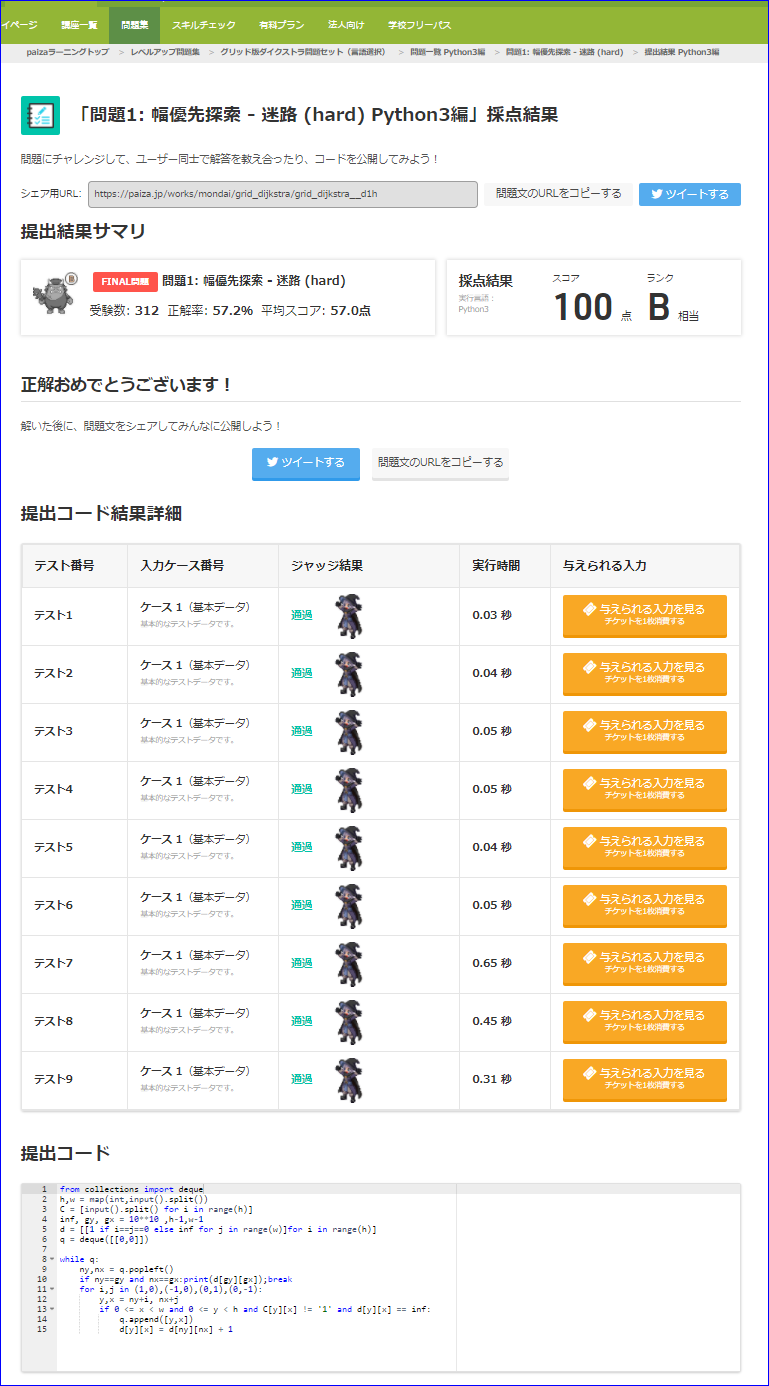 イページ 講座一覧 問題集 スキルチェック 有料プラン 法人向け 学校フリーパス
paizaラーニングトップ > レベルアップ問題集 > グリッド版ダイクストラ問題セット（言語選択） > 問題一覧 Python3編 > 問題1: 幅優先探索 - 迷路 (hard) > 提出結果 Python3編
「問題1: 幅優先探索 - 迷路 (hard) Python3編」採点結果
問題にチャレンジして、ユーザー同士で解答を教え合ったり、コードを公開してみよう！
シェア用URL: https://paiza.jp/works/mondai/grid_dijkstra/grid_dijkstra__d1h 問題文のURLをコピーする ツイートする
提出結果サマリ
B FINAL問題 問題1: 幅優先探索 - 迷路 (hard)
受験数: 312 正解率: 57.2% 平均スコア: 57.0点
採点結果 スコア ランク
実行言語：
Python3
100 点 B 相当
正解おめでとうございます！
解いた後に、問題文をシェアしてみんなに公開しよう！
ツイートする 問題文のURLをコピーする
提出コード結果詳細
テスト番号 入力ケース番号 ジャッジ結果 実行時間 与えられる入力
テスト1 ケース 1（基本データ） 通過 0.03 秒 与えられる入力を見る
基本的なテストデータです。 チケットを1枚消費する
テスト2 ケース 1（基本データ） 通過 0.04 秒 与えられる入力を見る
基本的なテストデータです。 チケットを1枚消費する
テスト3 ケース 1（基本データ） 通過 0.05 秒 与えられる入力を見る
基本的なテストデータです。 チケットを1枚消費する
テスト4 ケース 1（基本データ） 通過 0.05 秒 与えられる入力を見る
基本的なテストデータです。 チケットを1枚消費する
テスト5 ケース 1（基本データ） 通過 0.04 秒 与えられる入力を見る
基本的なテストデータです。 チケットを1枚消費する
テスト6 ケース 1（基本データ） 通過 0.05 秒 与えられる入力を見る
基本的なテストデータです。 チケットを1枚消費する
テスト7 ケース 1（基本データ） 通過 0.65 秒 与えられる入力を見る
基本的なテストデータです。 チケットを1枚消費する
テスト8 ケース 1（基本データ） 通過 0.45 秒 与えられる入力を見る
基本的なテストデータです。 チケットを1枚消費する
テスト9 ケース 1（基本データ） 通過 0.31 秒 与えられる入力を見る
基本的なテストデータです。 チケットを1枚消費する
提出コード
1 from collections import deque
2 h,w = map(int,input().split())
3 C = [input().split() for i in range(h)]
4 inf, gy, gx = 10**10 ,h-1,w-1
5 d = [[1 if i==j==0 else inf for j in range(w)]for i in range(h)]
6 q = deque([[0,0]])
7
8 while q:
9 ny,nx = q.popleft()
10 if ny==gy and nx==gx:print(d[gy][gx]);break
11 for i,j in (1,0),(-1,0),(0,1),(0,-1):
12 y,x = ny+i, nx+j
13 if 0 <= x < w and 0 <= y < h and C[y][x] != '1' and d[y][x] == inf:
14 q.append([y,x])
15 d[y][x] = d[ny][nx] + 1